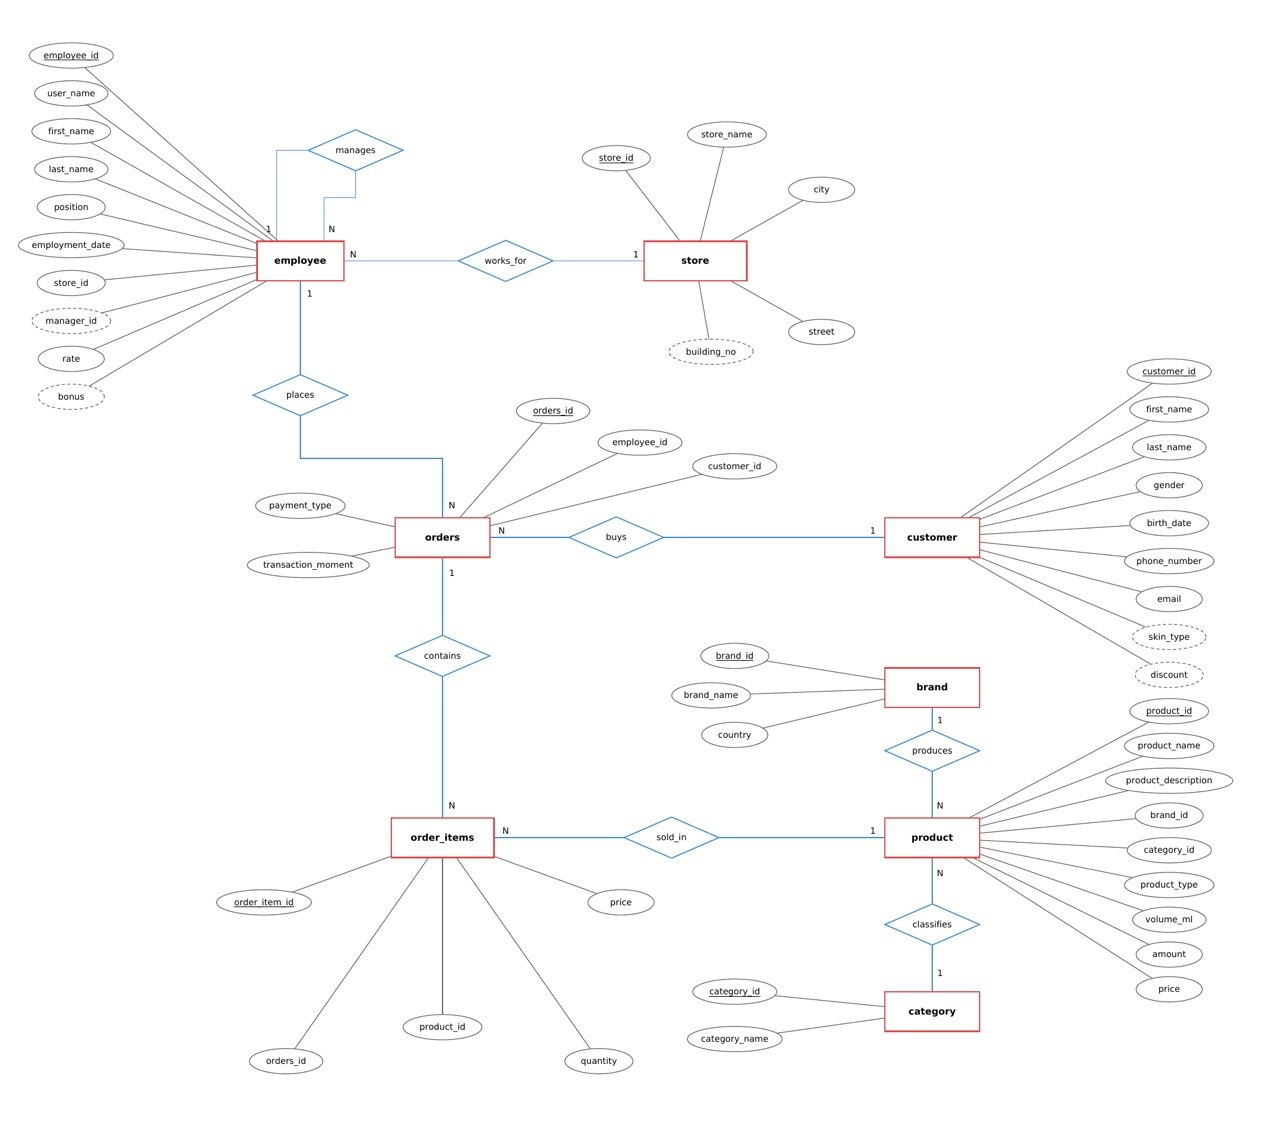 employee_id
user_name
first_name
last_name
position
employment_date
store_id
manager_id
rate
bonus
manages
1
N
employee
N
works_for
1
store
store_id
store_name
city
street
building_no
1
places
N
orders_id
employee_id
customer_id
payment_type
transaction_moment
orders
N
buys
1
customer
customer_id
first_name
last_name
gender
birth_date
phone_number
email
skin_type
discount
1
contains
N
brand_id
brand_name
country
brand
1
produces
N
order_items
N
sold_in
1
product
product_id
product_name
product_description
brand_id
category_id
product_type
volume_ml
amount
price
order_item_id
orders_id
product_id
quantity
price
N
classifies
1
category_id
category_name
category